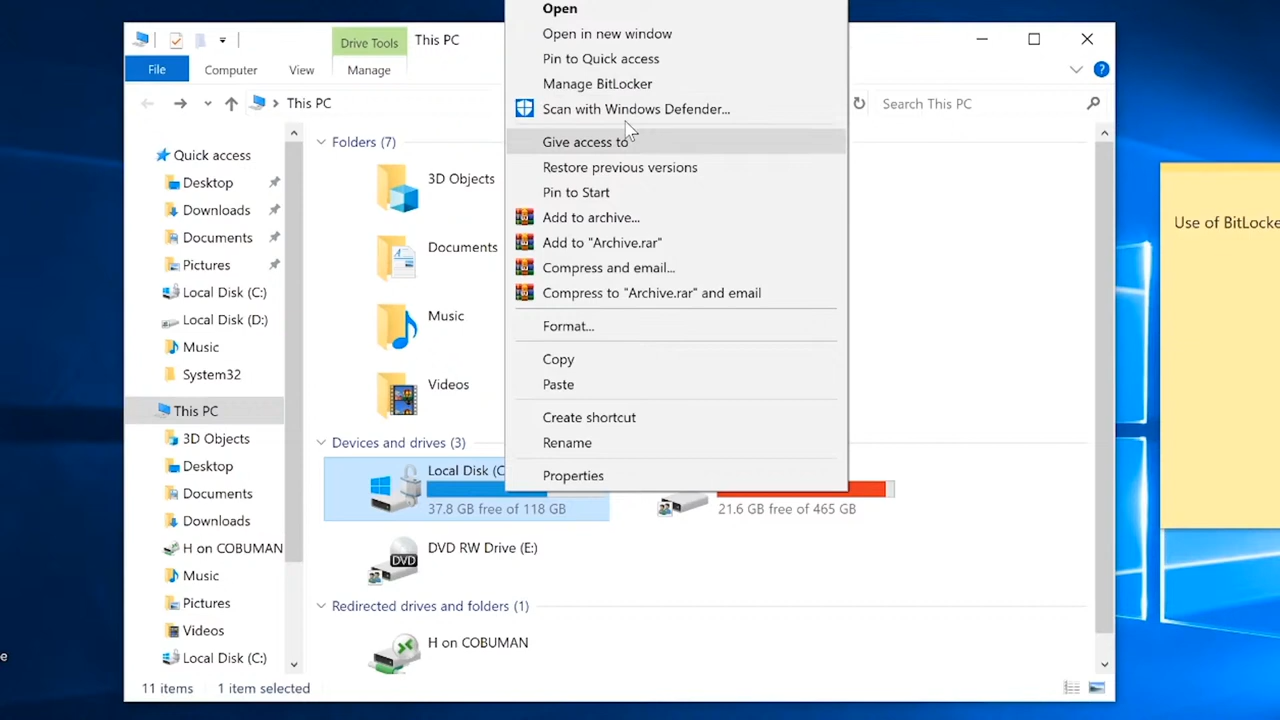 Drive Tools
This PC
File
Computer
View
Manage
?
This PC
Search This PC
Open
Open in new window
Pin to Quick access
Manage BitLocker
Scan with Windows Defender...
Give access to
Restore previous versions
Pin to Start
Add to archive...
Add to "Archive.rar"
Compress and email...
Compress to "Archive.rar" and email
Format...
Copy
Paste
Create shortcut
Rename
Properties
Quick access
Desktop
Downloads
Documents
Pictures
Local Disk (C:)
Local Disk (D:)
Music
System32
This PC
3D Objects
Desktop
Documents
Downloads
H on COBUMAN
Music
Pictures
Videos
Local Disk (C:)
Folders (7)
3D Objects
Documents
Music
Videos
Devices and drives (3)
Local Disk (C
37.8 GB free of 118 GB
21.6 GB free of 465 GB
DVD RW Drive (E:)
DVD
Redirected drives and folders (1)
H on COBUMAN
11 items
1 item selected
Use of BitLocke
e